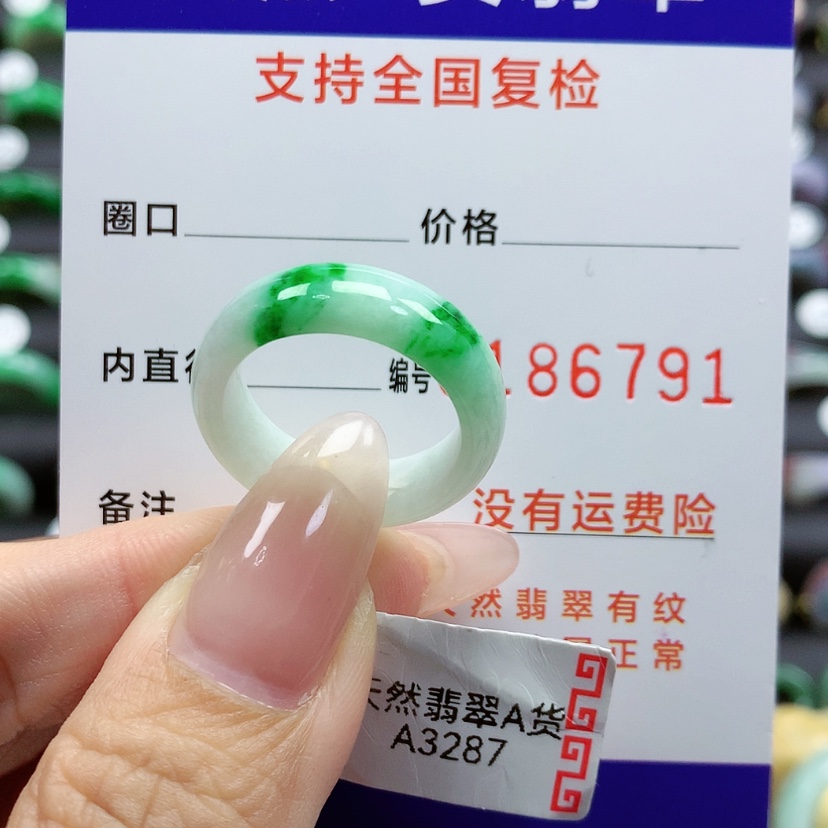 支持全国复检
圈口 价格
内直 编号 186791
备注 没有运费险
然翡翠有纹
正常
天然翡翠A货
A3287